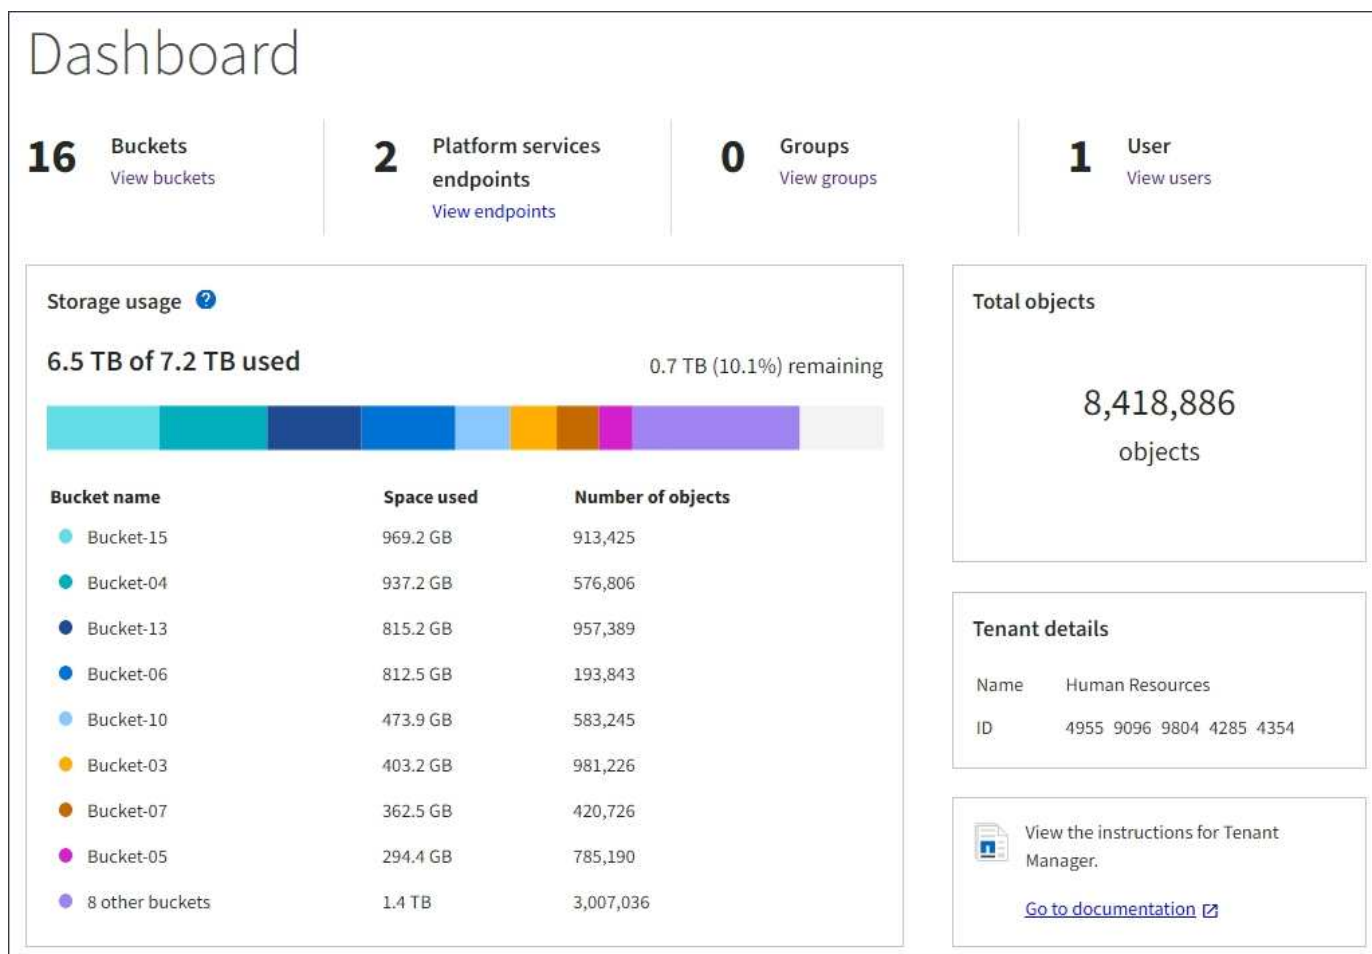 Dashboard
16 Buckets
View buckets
2 Platform services
endpoints
View endpoints
0 Groups
View groups
1 User
View users
Storage usage ?
6.5 TB of 7.2 TB used
0.7 TB (10.1%) remaining
Bucket name Space used Number of objects
Bucket-15 969.2 GB 913,425
Bucket-04 937.2 GB 576,806
Bucket-13 815.2 GB 957,389
Bucket-06 812.5 GB 193,843
Bucket-10 473.9 GB 583,245
Bucket-03 403.2 GB 981,226
Bucket-07 362.5 GB 420,726
Bucket-05 294.4 GB 785,190
8 other buckets 1.4 TB 3,007,036
Total objects
8,418,886
objects
Tenant details
Name Human Resources
ID 4955 9096 9804 4285 4354
View the instructions for Tenant
Manager.
Go to documentation